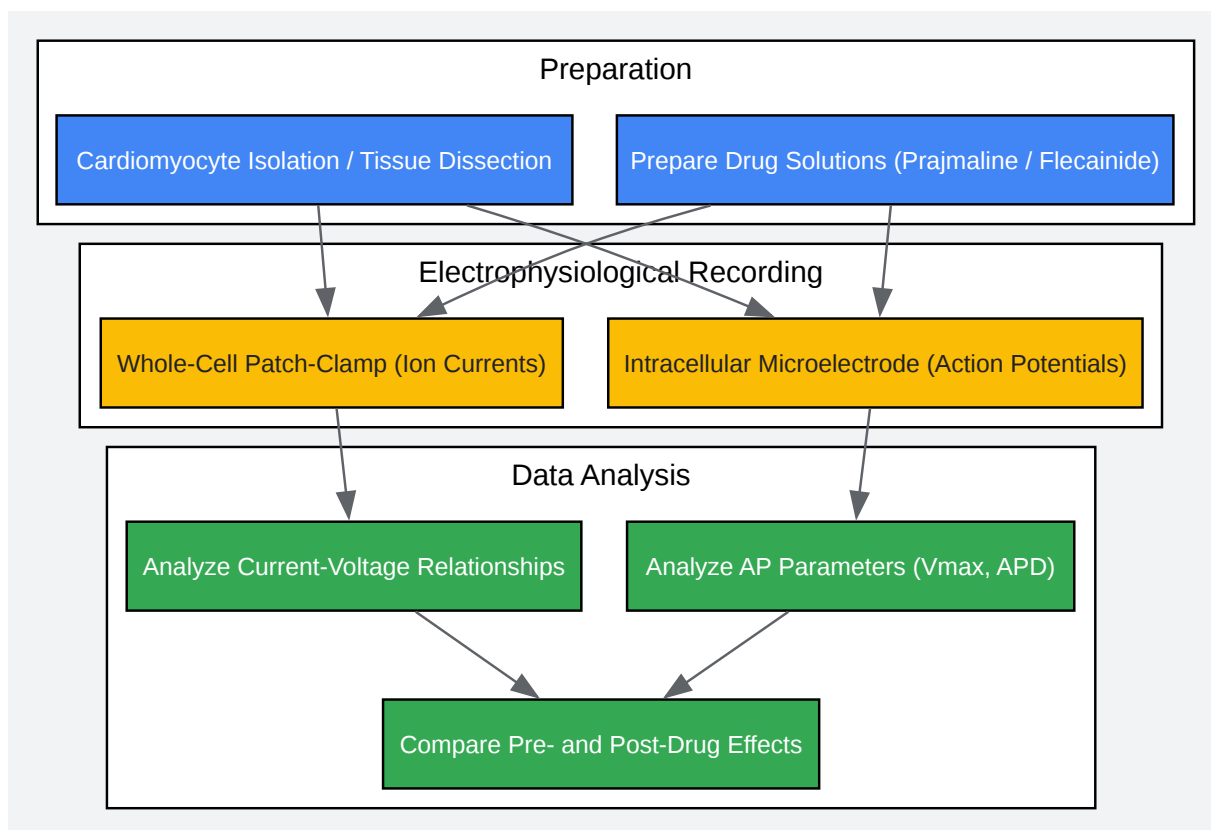 Preparation
Cardiomyocyte Isolation / Tissue Dissection
Prepare Drug Solutions (Prajmaline / Flecainide)
Electrophysiological Recording
Whole-Cell Patch-Clamp (Ion Currents)
Intracellular Microelectrode (Action Potentials)
Data Analysis
Analyze Current-Voltage Relationships
Analyze AP Parameters (Vmax, APD)
Compare Pre- and Post-Drug Effects